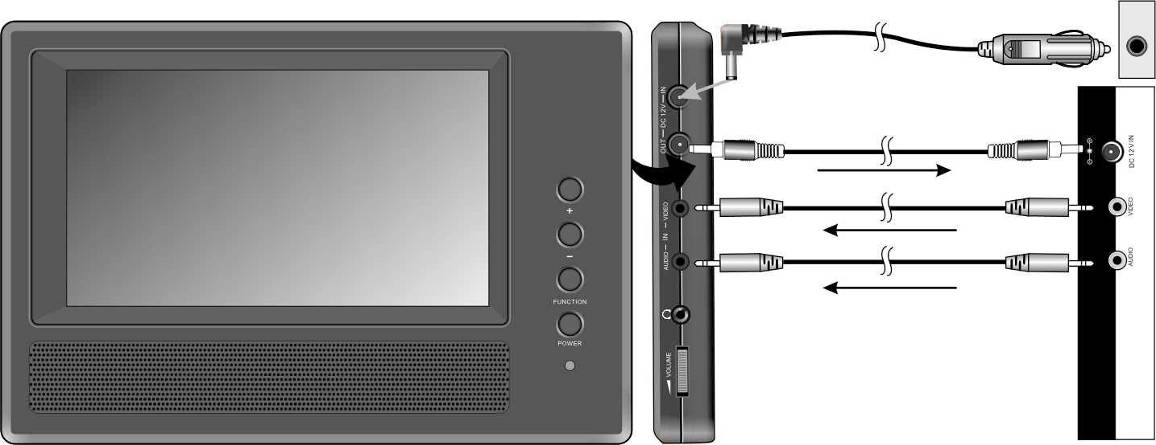 +
−
FUNCTION
POWER
OUT — DC 12V — IN
AUDIO — IN — VIDEO
VOLUME
DC 12V IN
VIDEO
AUDIO